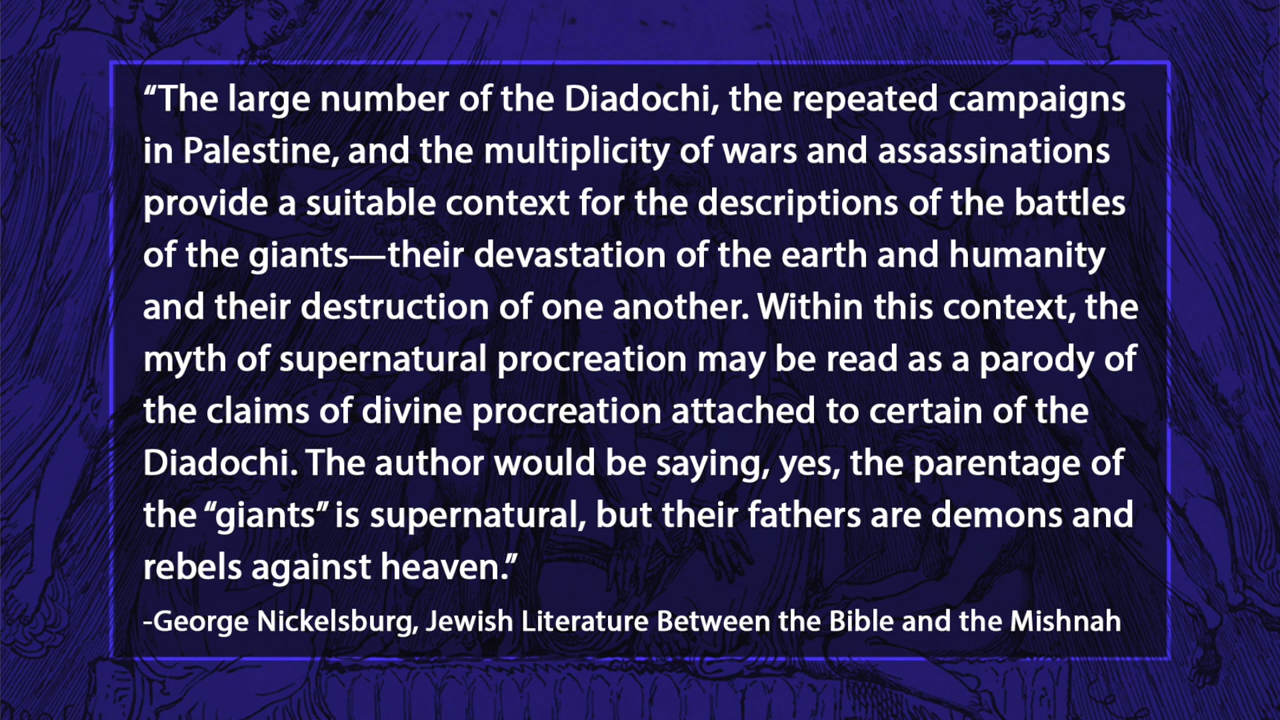 “The large number of the Diadochi, the repeated campaigns
in Palestine, and the multiplicity of wars and assassinations
provide a suitable context for the descriptions of the battles
of the giants—their devastation of the earth and humanity
and their destruction of one another. Within this context, the
myth of supernatural procreation may be read as a parody of
the claims of divine procreation attached to certain of the
Diadochi. The author would be saying, yes, the parentage of
the “giants” is supernatural, but their fathers are demons and
rebels against heaven.”
-George Nickelsburg, Jewish Literature Between the Bible and the Mishnah